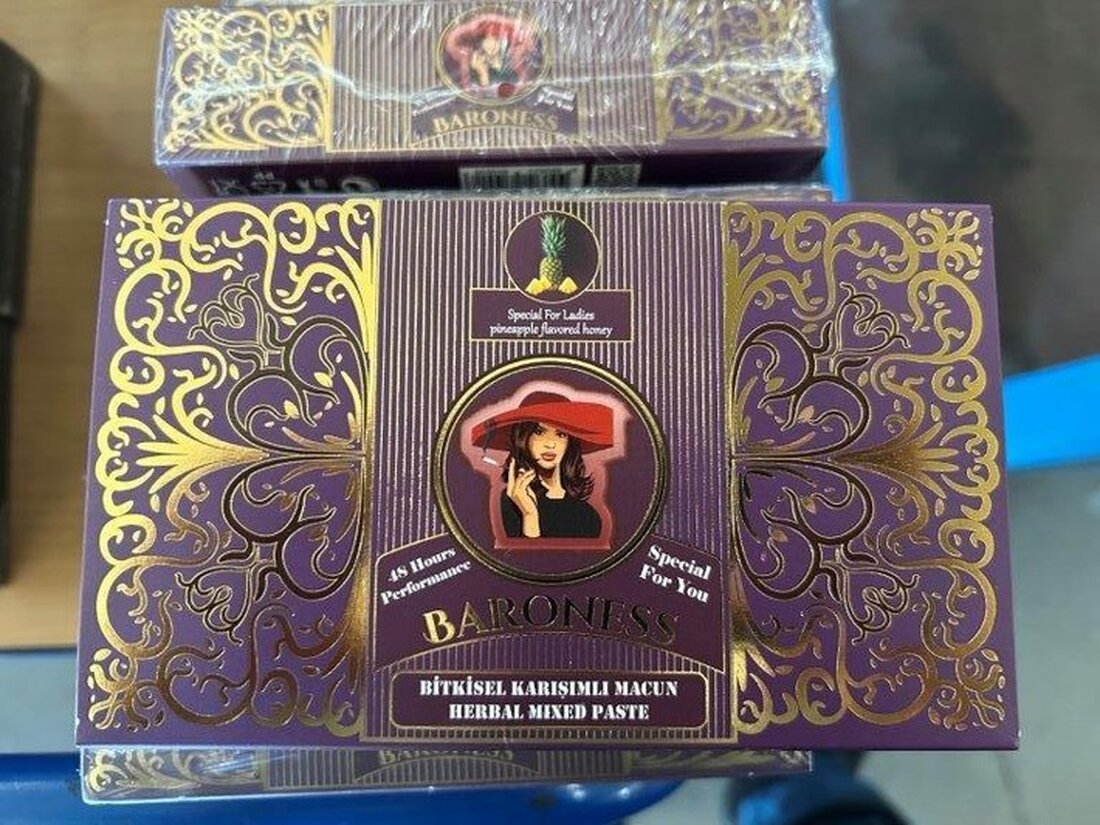 BARONESS
Special For Ladies
pineapple flavored honey
48 Hours
Performance
Special
For You
BARONESS
BİTKİSEL KARIŞIMLI MACUN
HERBAL MIXED PASTE
BARONESS